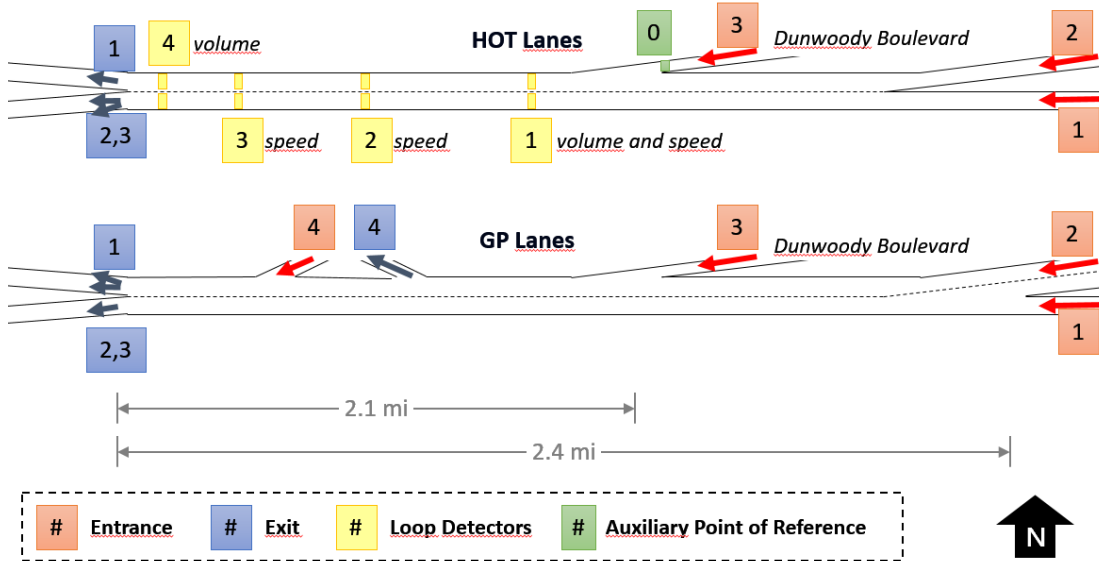 0
3
2
1
4 volume
HOT Lanes
Dunwoody Boulevard
2,3
3 speed
2 speed
1 volume and speed
1
4
4
3
2
1
GP Lanes
Dunwoody Boulevard
1
2,3
2.1 mi
2.4 mi
# Entrance
# Exit
# Loop Detectors
# Auxiliary Point of Reference
N